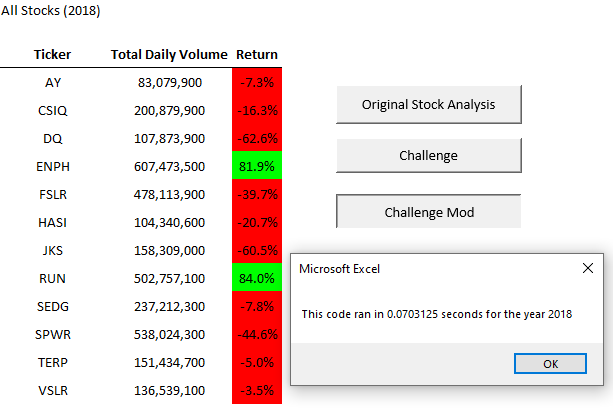 All Stocks (2018)
Ticker Total Daily Volume Return
AY 83,079,900 -7.3%
CSIQ 200,879,900 -16.3%
DQ 107,873,900 -62.6%
ENPH 607,473,500 81.9%
FSLR 478,113,900 -39.7%
HASI 104,340,600 -20.7%
JKS 158,309,000 -60.5%
RUN 502,757,100 84.0%
SEDG 237,212,300 -7.8%
SPWR 538,024,300 -44.6%
TERP 151,434,700 -5.0%
VSLR 136,539,100 -3.5%
Original Stock Analysis
Challenge
Challenge Mod
Microsoft Excel
This code ran in 0.0703125 seconds for the year 2018
OK